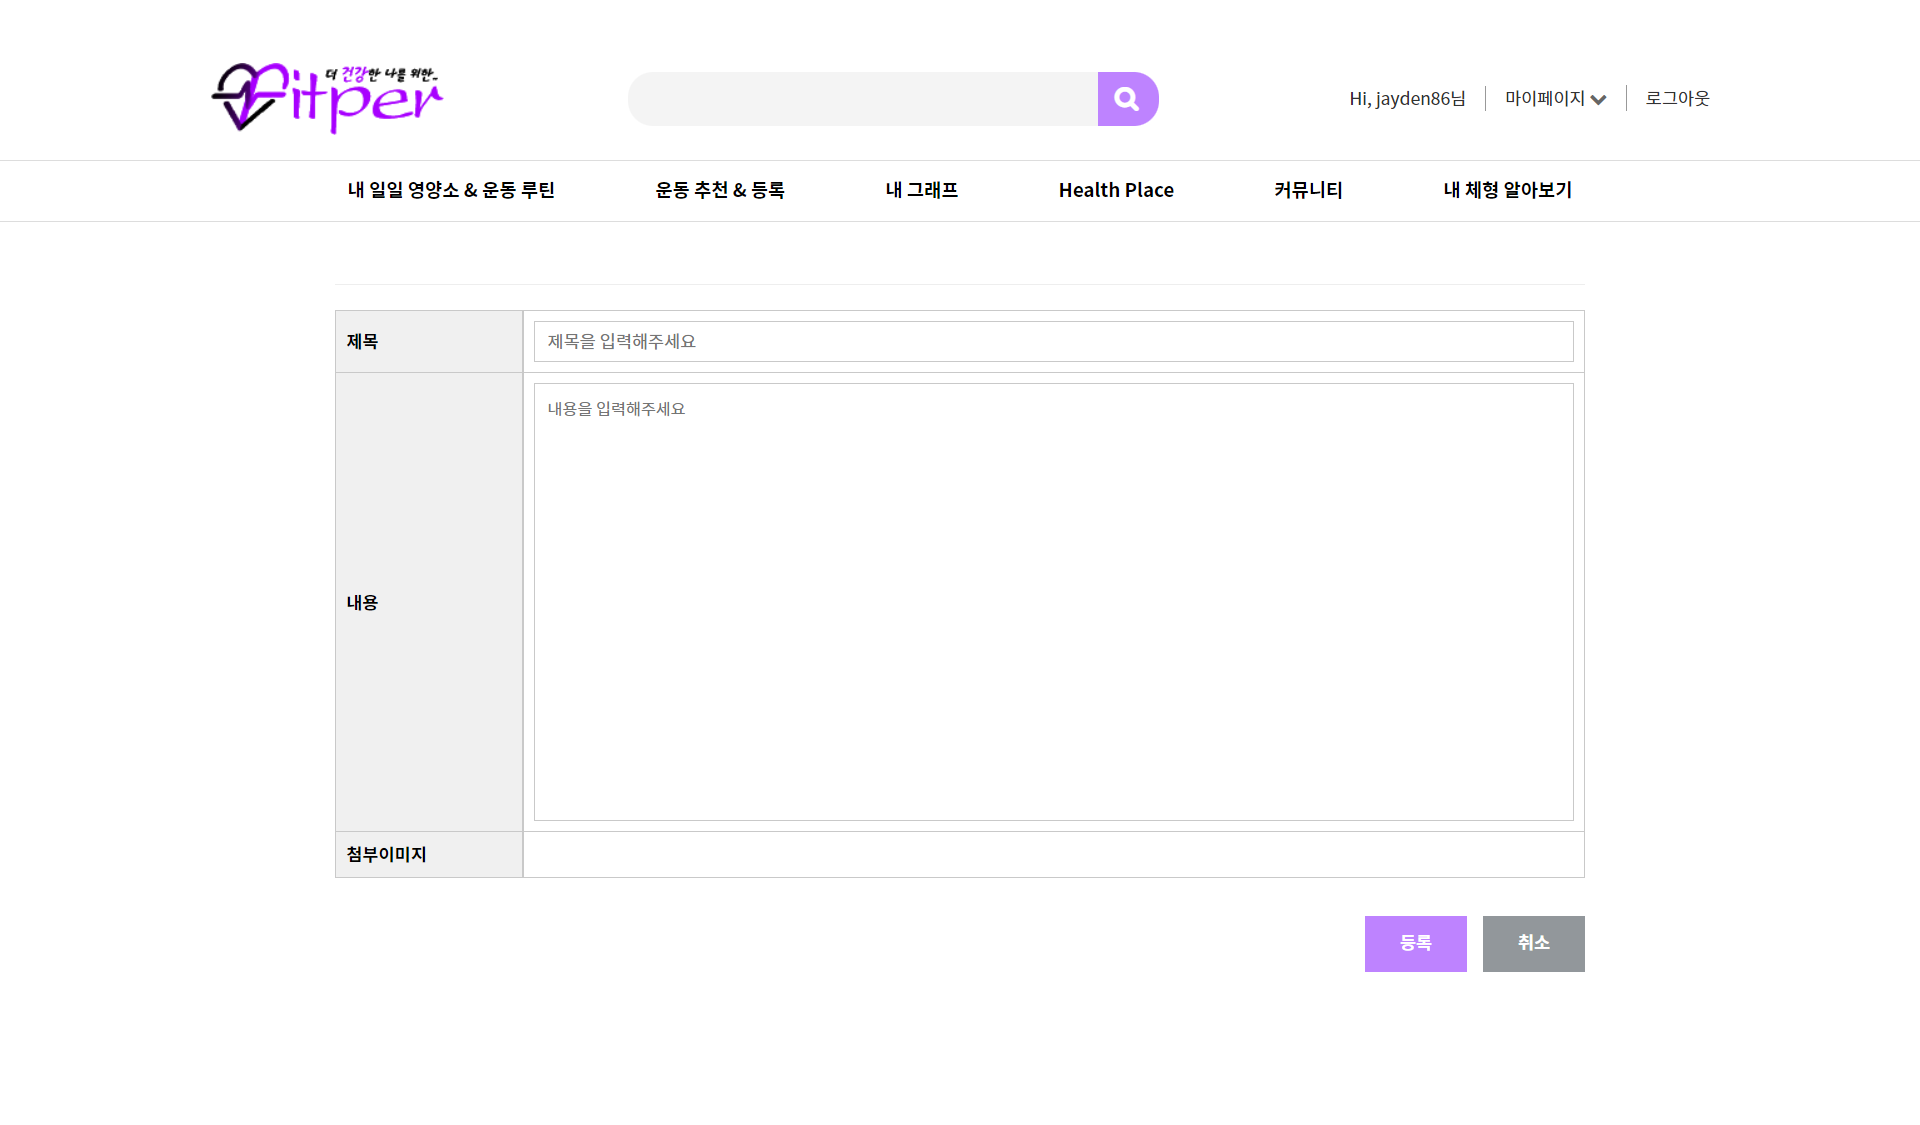 더 건강한 나를 위한..
Fitper
Hi, jayden86님
마이페이지
로그아웃
내 일일 영양소 & 운동 루틴
운동 추천 & 등록
내 그래프
Health Place
커뮤니티
내 체형 알아보기
제목
제목을 입력해주세요
내용
내용을 입력해주세요
첨부이미지
등록
취소